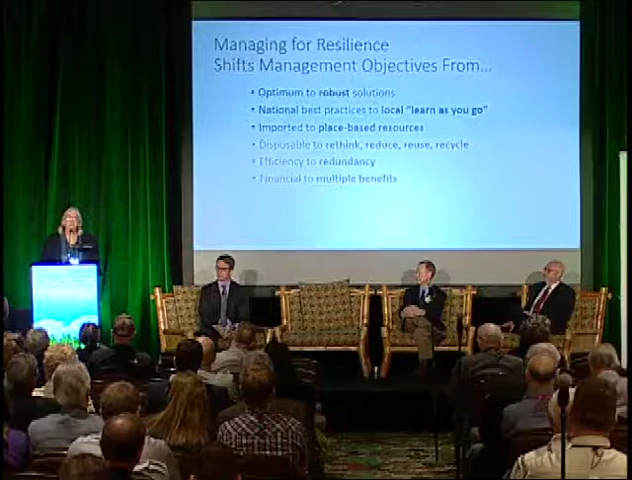 Managing for Resilience
Shifts Management Objectives From...
• Optimum to robust solutions
• National best practices to local "learn as you go"
• Imported to place-based resources
• Disposable to rethink, reduce, reuse, recycle
• Efficiency to redundancy
• Financial to multiple benefits